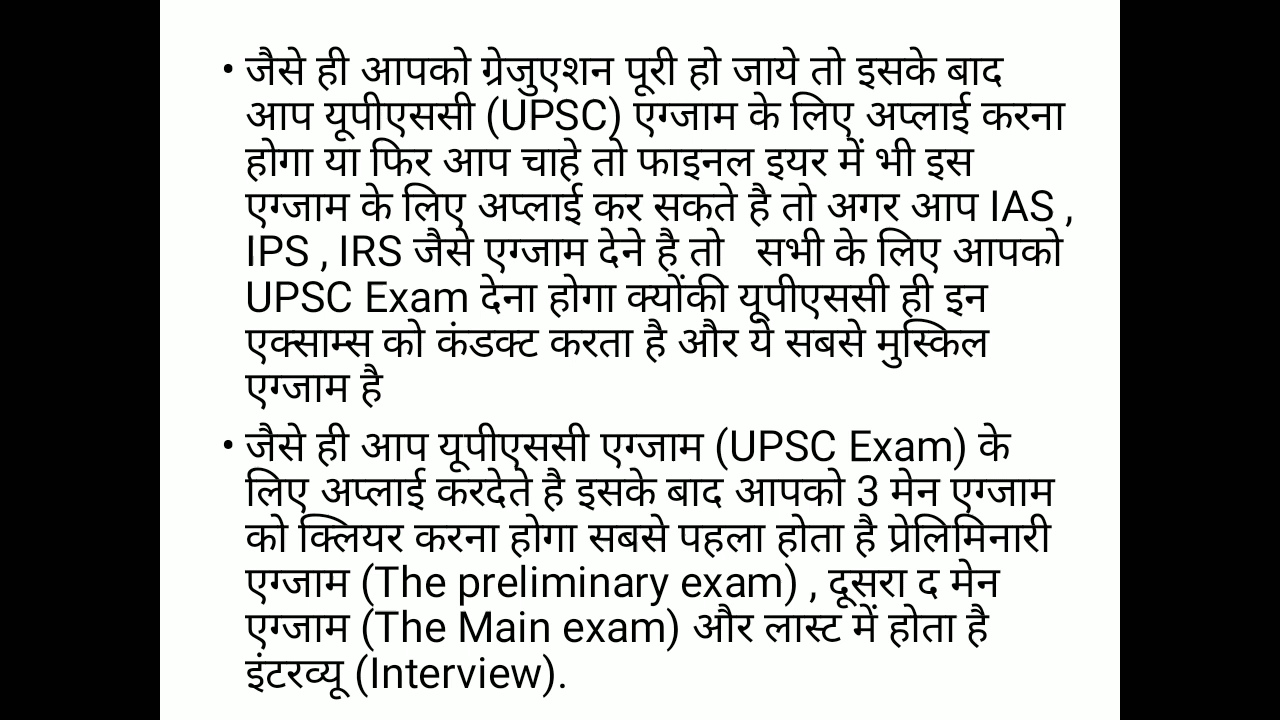 • जैसे ही आपको ग्रेजुएशन पूरी हो जाये तो इसके बाद
आप यूपीएससी (UPSC) एग्जाम के लिए अप्लाई करना
होगा या फिर आप चाहे तो फाइनल इयर में भी इस
एग्जाम के लिए अप्लाई कर सकते है तो अगर आप IAS ,
IPS , IRS जैसे एग्जाम देने है तो   सभी के लिए आपको
UPSC Exam देना होगा क्योंकी यूपीएससी ही इन
एक्साम्स को कंडक्ट करता है और ये सबसे मुस्किल
एग्जाम है
• जैसे ही आप यूपीएससी एग्जाम (UPSC Exam) के
लिए अप्लाई करदेते है इसके बाद आपको 3 मेन एग्जाम
को क्लियर करना होगा सबसे पहला होता है प्रेलिमिनारी
एग्जाम (The preliminary exam) , दूसरा द मेन
एग्जाम (The Main exam) और लास्ट में होता है
इंटरव्यू (Interview).